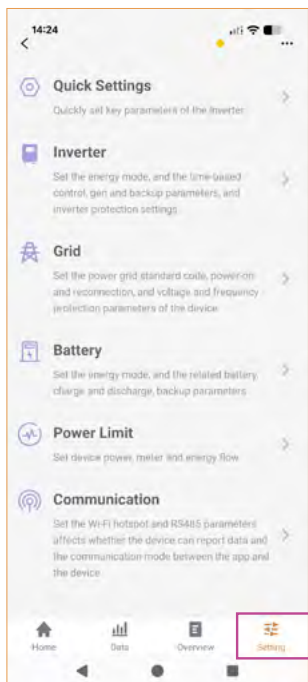 14:24
Quick Settings
Quickly set key parameters of the Inverter
Inverter
Set the energy mode, and the time-based
control, gen and backup parameters, and
inverter protection settings
Grid
Set the power grid standard code, power-on
and reconnection, and voltage and frequency
protection parameters of the device
Battery
Set the energy mode, and the related battery
charge and discharge, backup parameters
Power Limit
Set device power, meter and energy flow
Communication
Set the Wi-Fi hotspot and RS485 parameters
affects whether the device can report data and
the communication mode between the app and
the device
Home Data Overview Setting